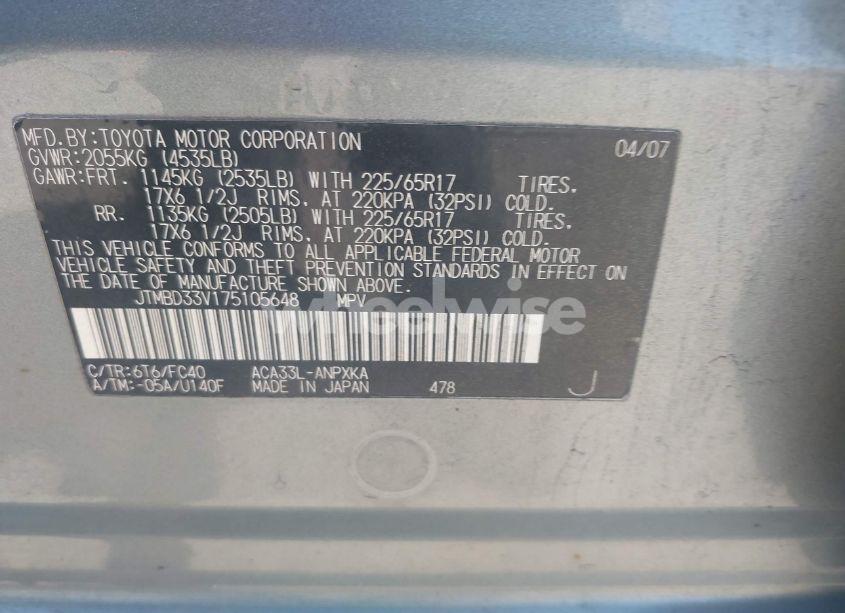 MFD.BY:TOYOTA MOTOR CORPORATION 04/07
GVWR:2055KG (4535LB)
GAWR:FRT. 1145KG (2535LB) WITH 225/65R17 TIRES,
17X6 1/2J RIMS, AT 220KPA (32PSI) COLD.
RR. 1135KG (2505LB) WITH 225/65R17 TIRES,
17X6 1/2J RIMS, AT 220KPA (32PSI) COLD.
THIS VEHICLE CONFORMS TO ALL APPLICABLE FEDERAL MOTOR
VEHICLE SAFETY AND THEFT PREVENTION STANDARDS IN EFFECT ON
THE DATE OF MANUFACTURE SHOWN ABOVE.
JTMBD33V175105648 MPV
wheelwise
C/TR:6T6/FC40 ACA33L-ANPXKA
A/TM:-05A/U140F MADE IN JAPAN 478 J